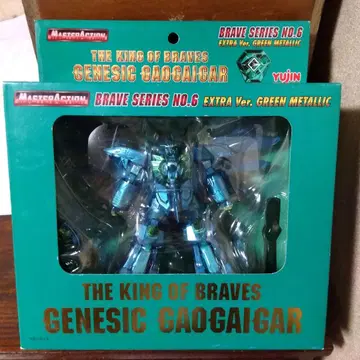 MASTERACTION BRAVE SERIES NO.6
EXTRA Ver. GREEN METALLIC
THE KING OF BRAVES
GENESIC GAOGAIGAR
YUJIN
MASTERACTION BRAVE SERIES NO.6 EXTRA Ver. GREEN METALLIC
THE KING OF BRAVES
GENESIC GAOGAIGAR